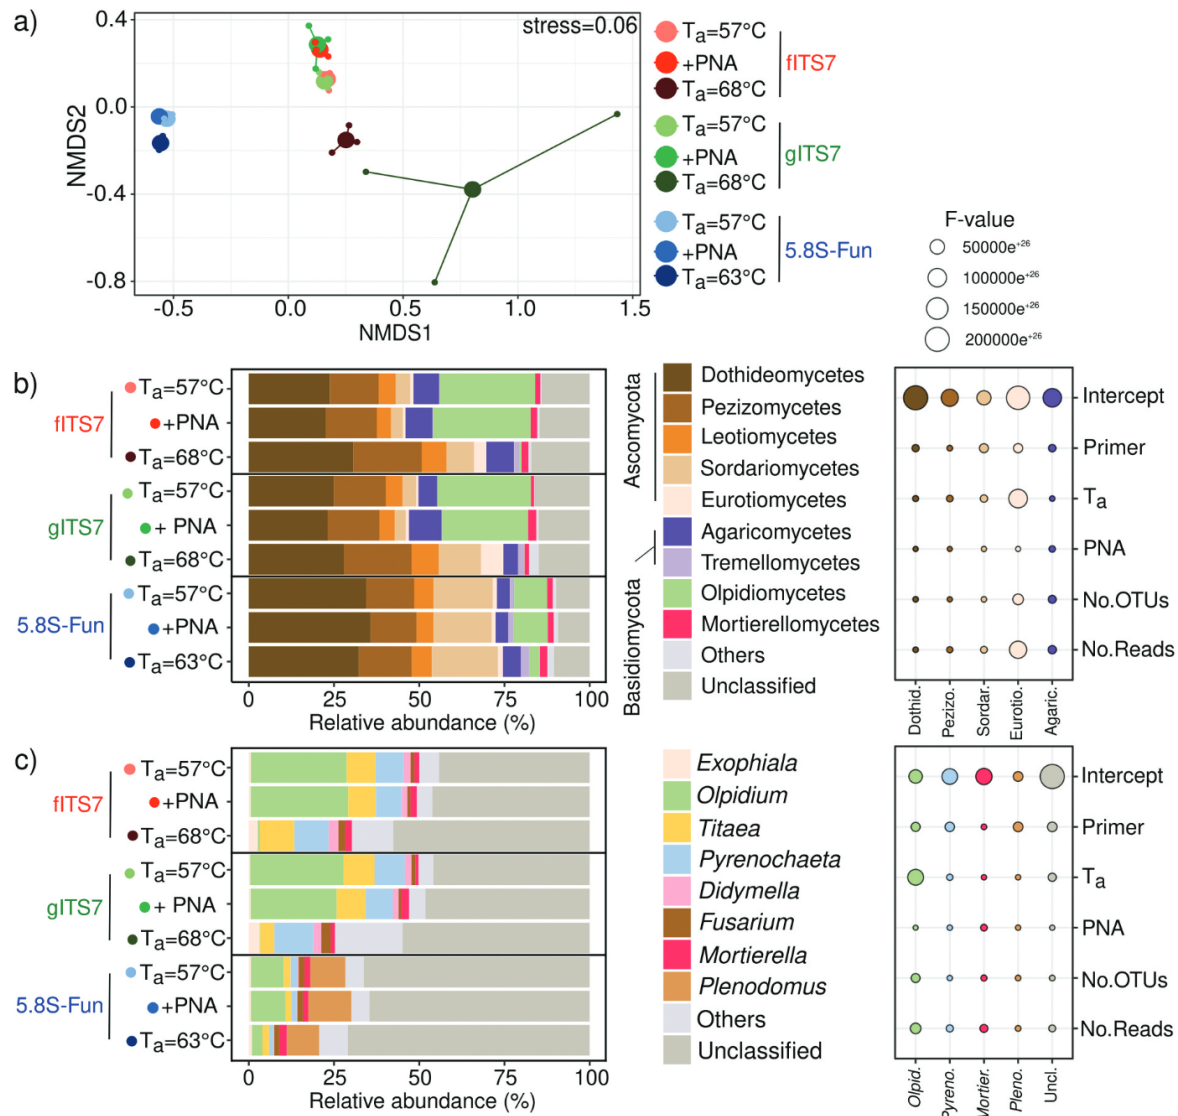 a)
stress=0.06
0.4
0.0
-0.4
-0.8
NMDS2
-0.5
0.0
0.5
1.0
1.5
NMDS1
Ta=57°C
+PNA
Ta=68°C
fITS7
Ta=57°C
+PNA
Ta=68°C
gITS7
Ta=57°C
+PNA
Ta=63°C
5.8S-Fun
F-value
50000e+26
100000e+26
150000e+26
200000e+26
b)
fITS7
Ta=57°C
+PNA
Ta=68°C
gITS7
Ta=57°C
+ PNA
Ta=68°C
5.8S-Fun
Ta=57°C
+PNA
Ta=63°C
0
25
50
75
100
Relative abundance (%)
Ascomycota
Basidiomycota
Dothideomycetes
Pezizomycetes
Leotiomycetes
Sordariomycetes
Eurotiomycetes
Agaricomycetes
Tremellomycetes
Olpidiomycetes
Mortierellomycetes
Others
Unclassified
Intercept
Primer
Ta
PNA
No.OTUs
No.Reads
Dothid.
Pezizo.
Sordar.
Eurotio.
Agaric.
c)
fITS7
Ta=57°C
+PNA
Ta=68°C
gITS7
Ta=57°C
+ PNA
Ta=68°C
5.8S-Fun
Ta=57°C
+PNA
Ta=63°C
0
25
50
75
100
Relative abundance (%)
Exophiala
Olpidium
Titaea
Pyrenochaeta
Didymella
Fusarium
Mortierella
Plenodomus
Others
Unclassified
Intercept
Primer
Ta
PNA
No.OTUs
No.Reads
Olpid.
Pyreno.
Mortier.
Pleno.
Uncl.